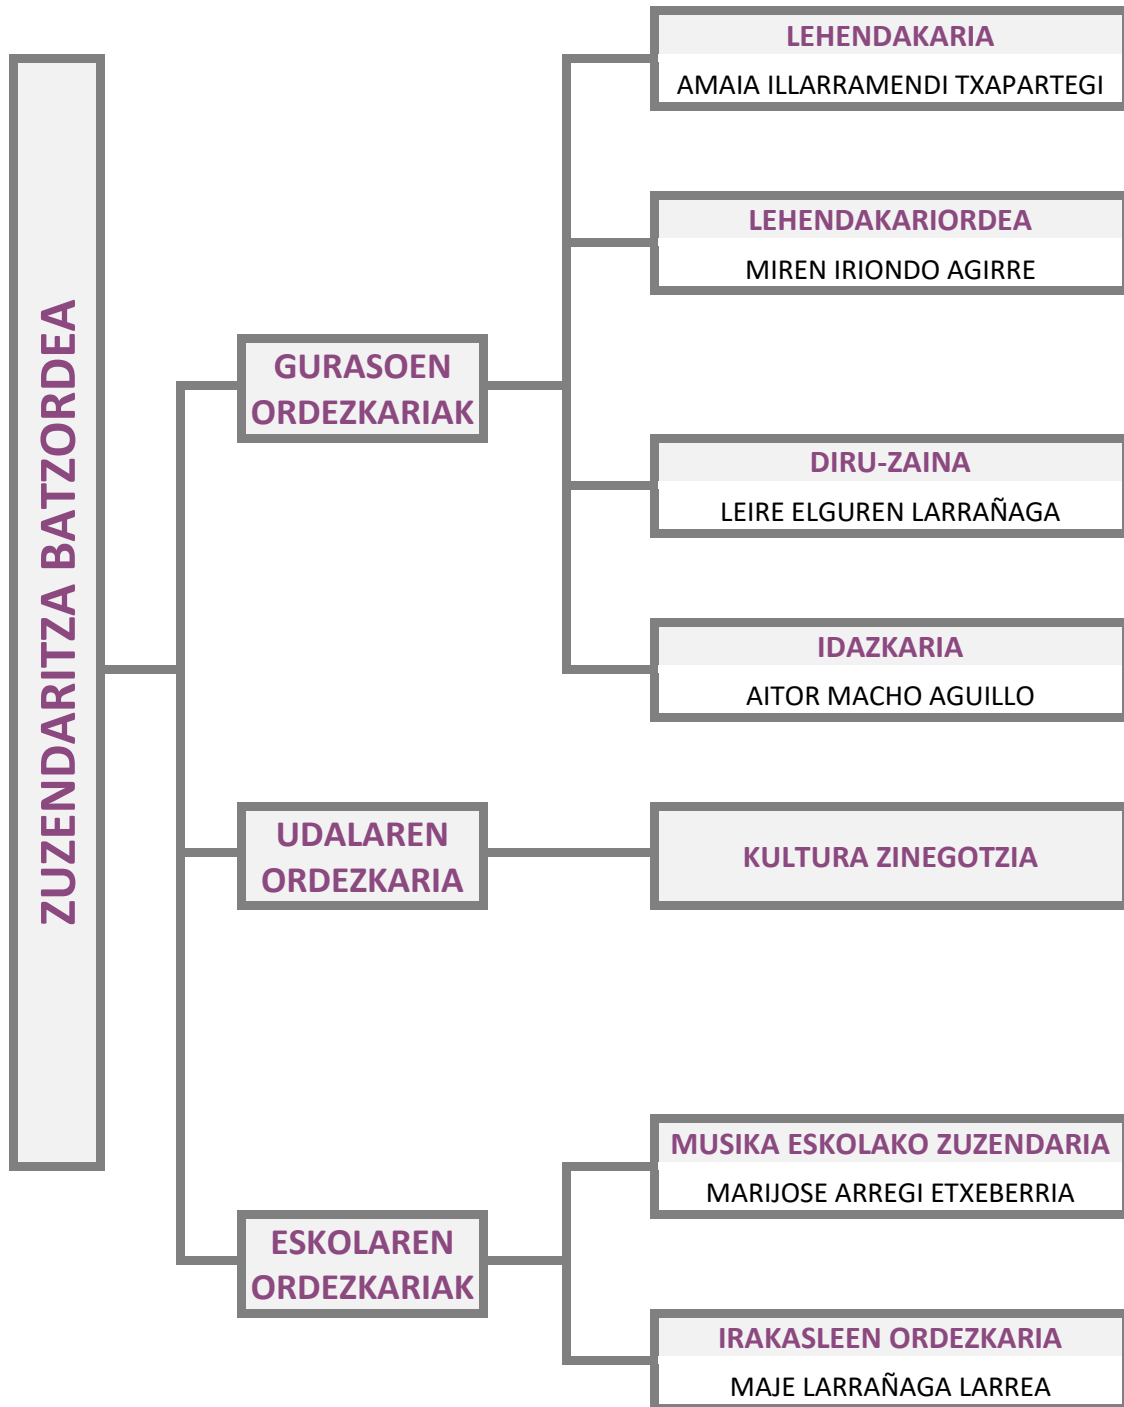 ZUZENDARITZA BATZORDEA
GURASOEN
ORDEZKARIAK
LEHENDAKARIA
AMAIA ILLARRAMENDI TXAPARTEGI
LEHENDAKARIORDEA
MIREN IRIONDO AGIRRE
DIRU-ZAINA
LEIRE ELGUREN LARRAÑAGA
IDAZKARIA
AITOR MACHO AGUILLO
UDALAREN
ORDEZKARIA
KULTURA ZINEGOTZIA
ESKOLAREN
ORDEZKARIAK
MUSIKA ESKOLAKO ZUZENDARIA
MARIJOSE ARREGI ETXEBERRIA
IRAKASLEEN ORDEZKARIA
MAJE LARRAÑAGA LARREA